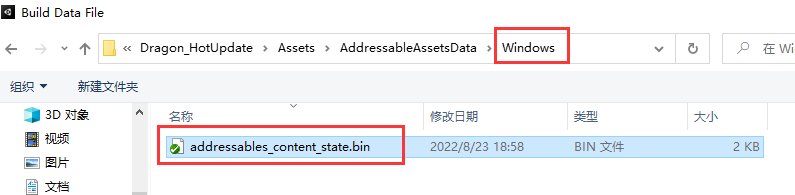 Build Data File
« Dragon_HotUpdate > Assets > AddressableAssetsData > Windows
在 Wi
组织 新建文件夹
名称 修改日期 类型 大小
3D 对象
视频
图片
文档
addressables_content_state.bin 2022/8/23 18:58 BIN 文件 2 KB